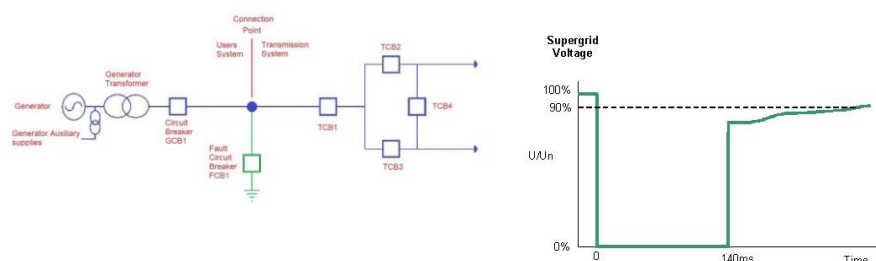 Connection
Point
Users
System
Transmission
System
Generator
Transformer
Generator
Generator Auxiliary
supplies
Circuit
Breaker
GCB1
Fault
Circuit
Breaker
FCB1
TCB1
TCB2
TCB3
TCB4
Supergrid
Voltage
100%
90%
U/Un
0%
0
140ms
Time